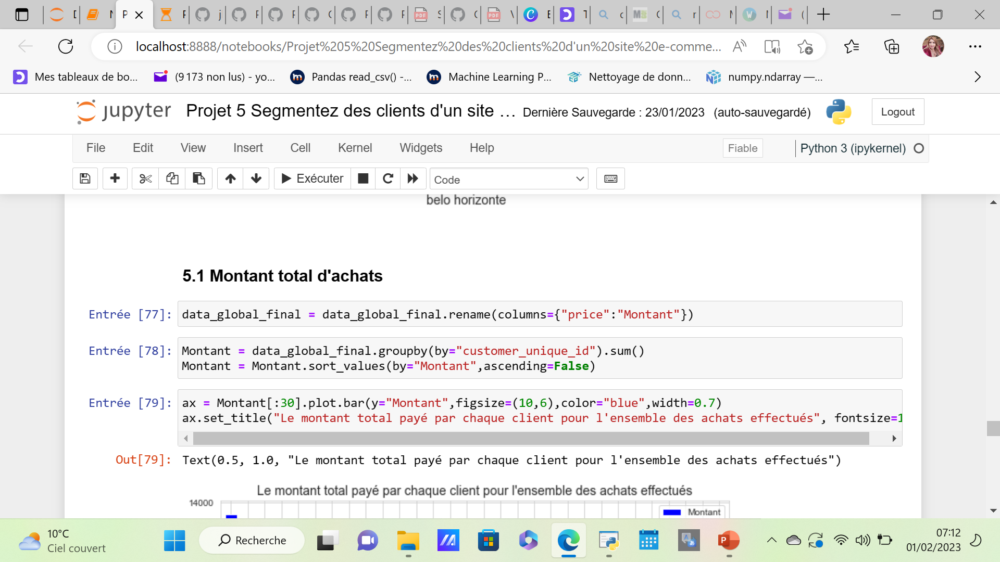 localhost:8888/notebooks/Projet%205%20Segmentez%20des%20clients%20d'un%20site%20e-comme...
Mes tableaux de bo...
(9 173 non lus) - yo...
Pandas read_csv() -...
Machine Learning P...
Nettoyage de donn...
numpy.ndarray —...
jupyter
Projet 5 Segmentez des clients d'un site ...
Dernière Sauvegarde : 23/01/2023 (auto-sauvegardé)
Logout
File Edit View Insert Cell Kernel Widgets Help
Fiable
Python 3 (ipykernel)
Exécuter
Code
belo horizonte
5.1 Montant total d'achats
Entrée [77]: data_global_final = data_global_final.rename(columns={"price":"Montant"})
Entrée [78]: Montant = data_global_final.groupby(by="customer_unique_id").sum()
Montant = Montant.sort_values(by="Montant",ascending=False)
Entrée [79]: ax = Montant[:30].plot.bar(y="Montant",figsize=(10,6),color="blue",width=0.7)
ax.set_title("Le montant total payé par chaque client pour l'ensemble des achats effectués", fontsize=1
Out[79]: Text(0.5, 1.0, "Le montant total payé par chaque client pour l'ensemble des achats effectués")
Le montant total payé par chaque client pour l'ensemble des achats effectués
14000
Montant
10°C
Ciel couvert
Recherche
07:12
01/02/2023